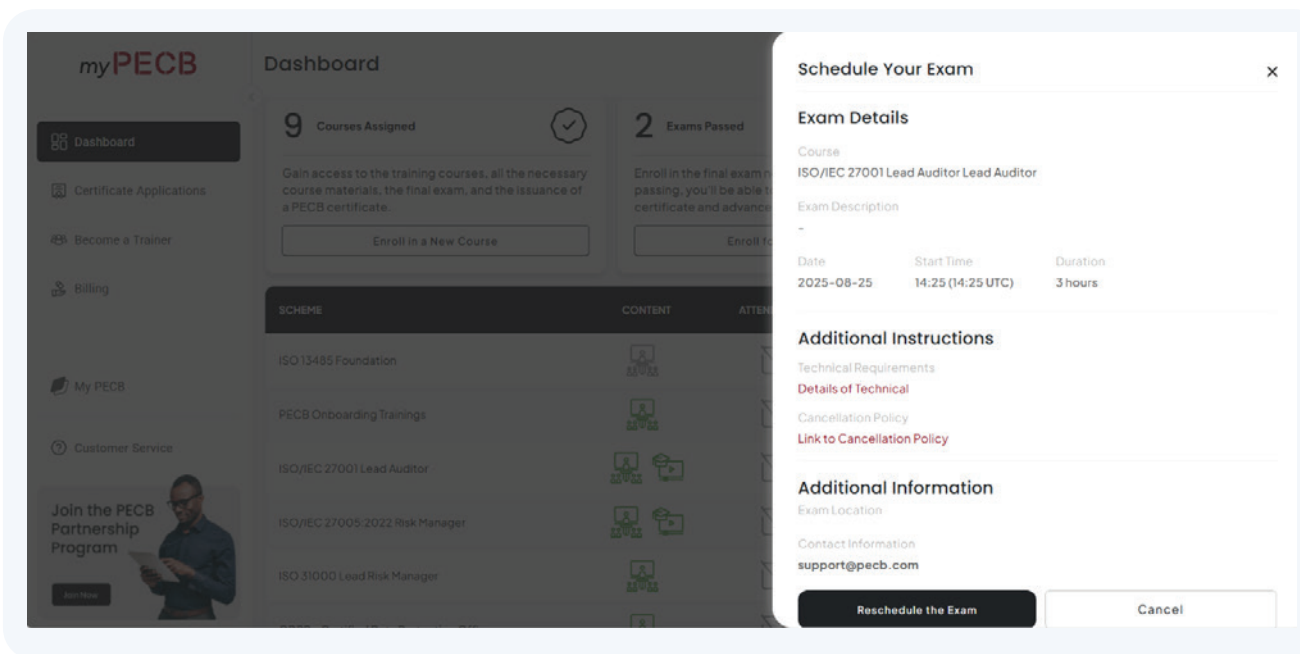 myPECB
Dashboard
Certificate Applications
Become a Trainer
Billing
My PECB
Customer Service
Join the PECB
Partnership
Program
Join Now
Dashboard
9 Courses Assigned
Gain access to the training courses, all the necessary
course materials, the final exam, and the issuance of
a PECB certificate.
Enroll in a New Course
2 Exams Passed
Enroll in the final exam
passing, you'll be able
certificate and advance
Enroll
SCHEME CONTENT
ISO 13485 Foundation
PECB Onboarding Trainings
ISO/IEC 27001 Lead Auditor
ISO/IEC 27005:2022 Risk Manager
ISO 31000 Lead Risk Manager
Schedule Your Exam
Exam Details
Course
ISO/IEC 27001 Lead Auditor Lead Auditor
Exam Description
-
Date Start Time Duration
2025-08-25 14:25 (14:25 UTC) 3 hours
Additional Instructions
Technical Requirements
Details of Technical
Cancellation Policy
Link to Cancellation Policy
Additional Information
Exam Location
Contact Information
support@pecb.com
Reschedule the Exam Cancel